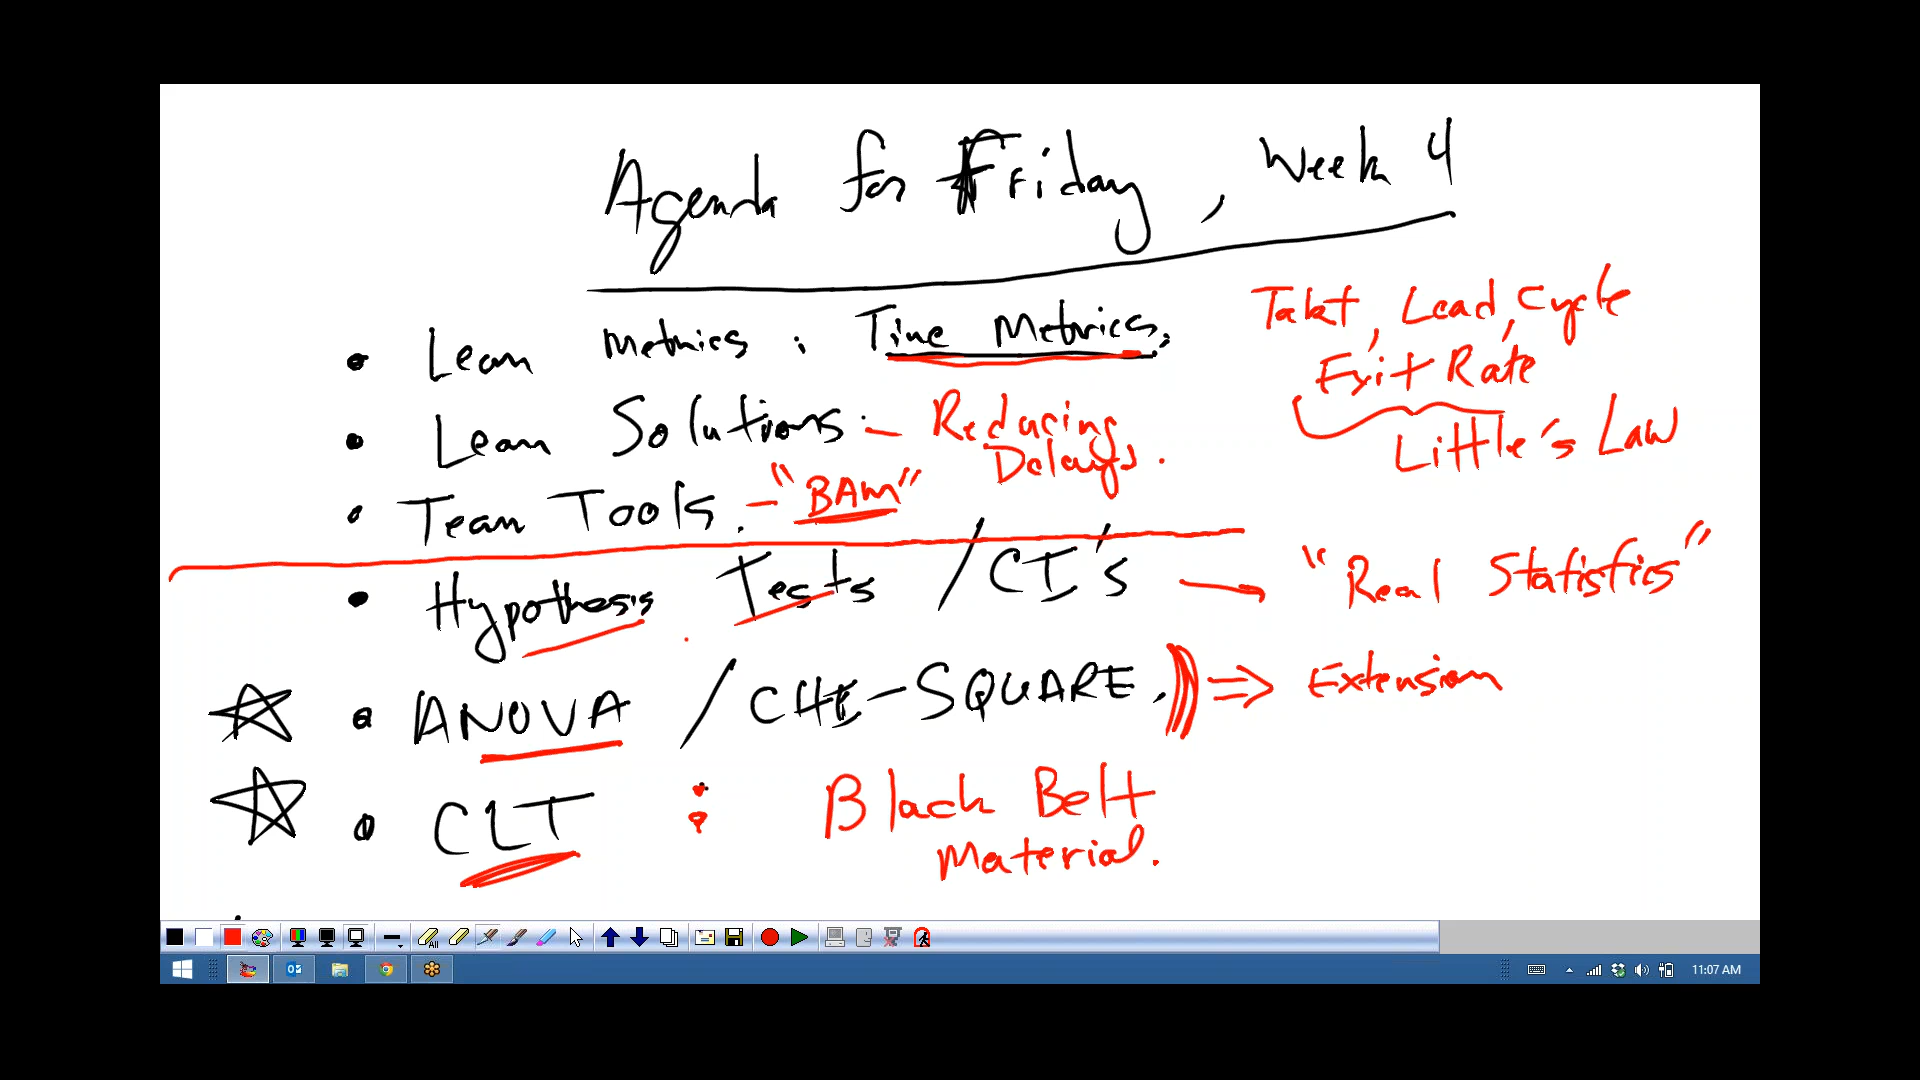 Agenda for Friday, Week 4
• Lean Metrics: Time Metrics;
Takt, Lead, Cycle,
Exit Rate
Little's Law
• Lean Solutions: – Reducing
Delays.
• Team Tools. – "BAM"
• Hypothesis Tests / CI's → "Real Statistics"
• ANOVA / CHI-SQUARE. ⇒ Extension
• CLT : Black Belt
Material.
All
11:07 AM